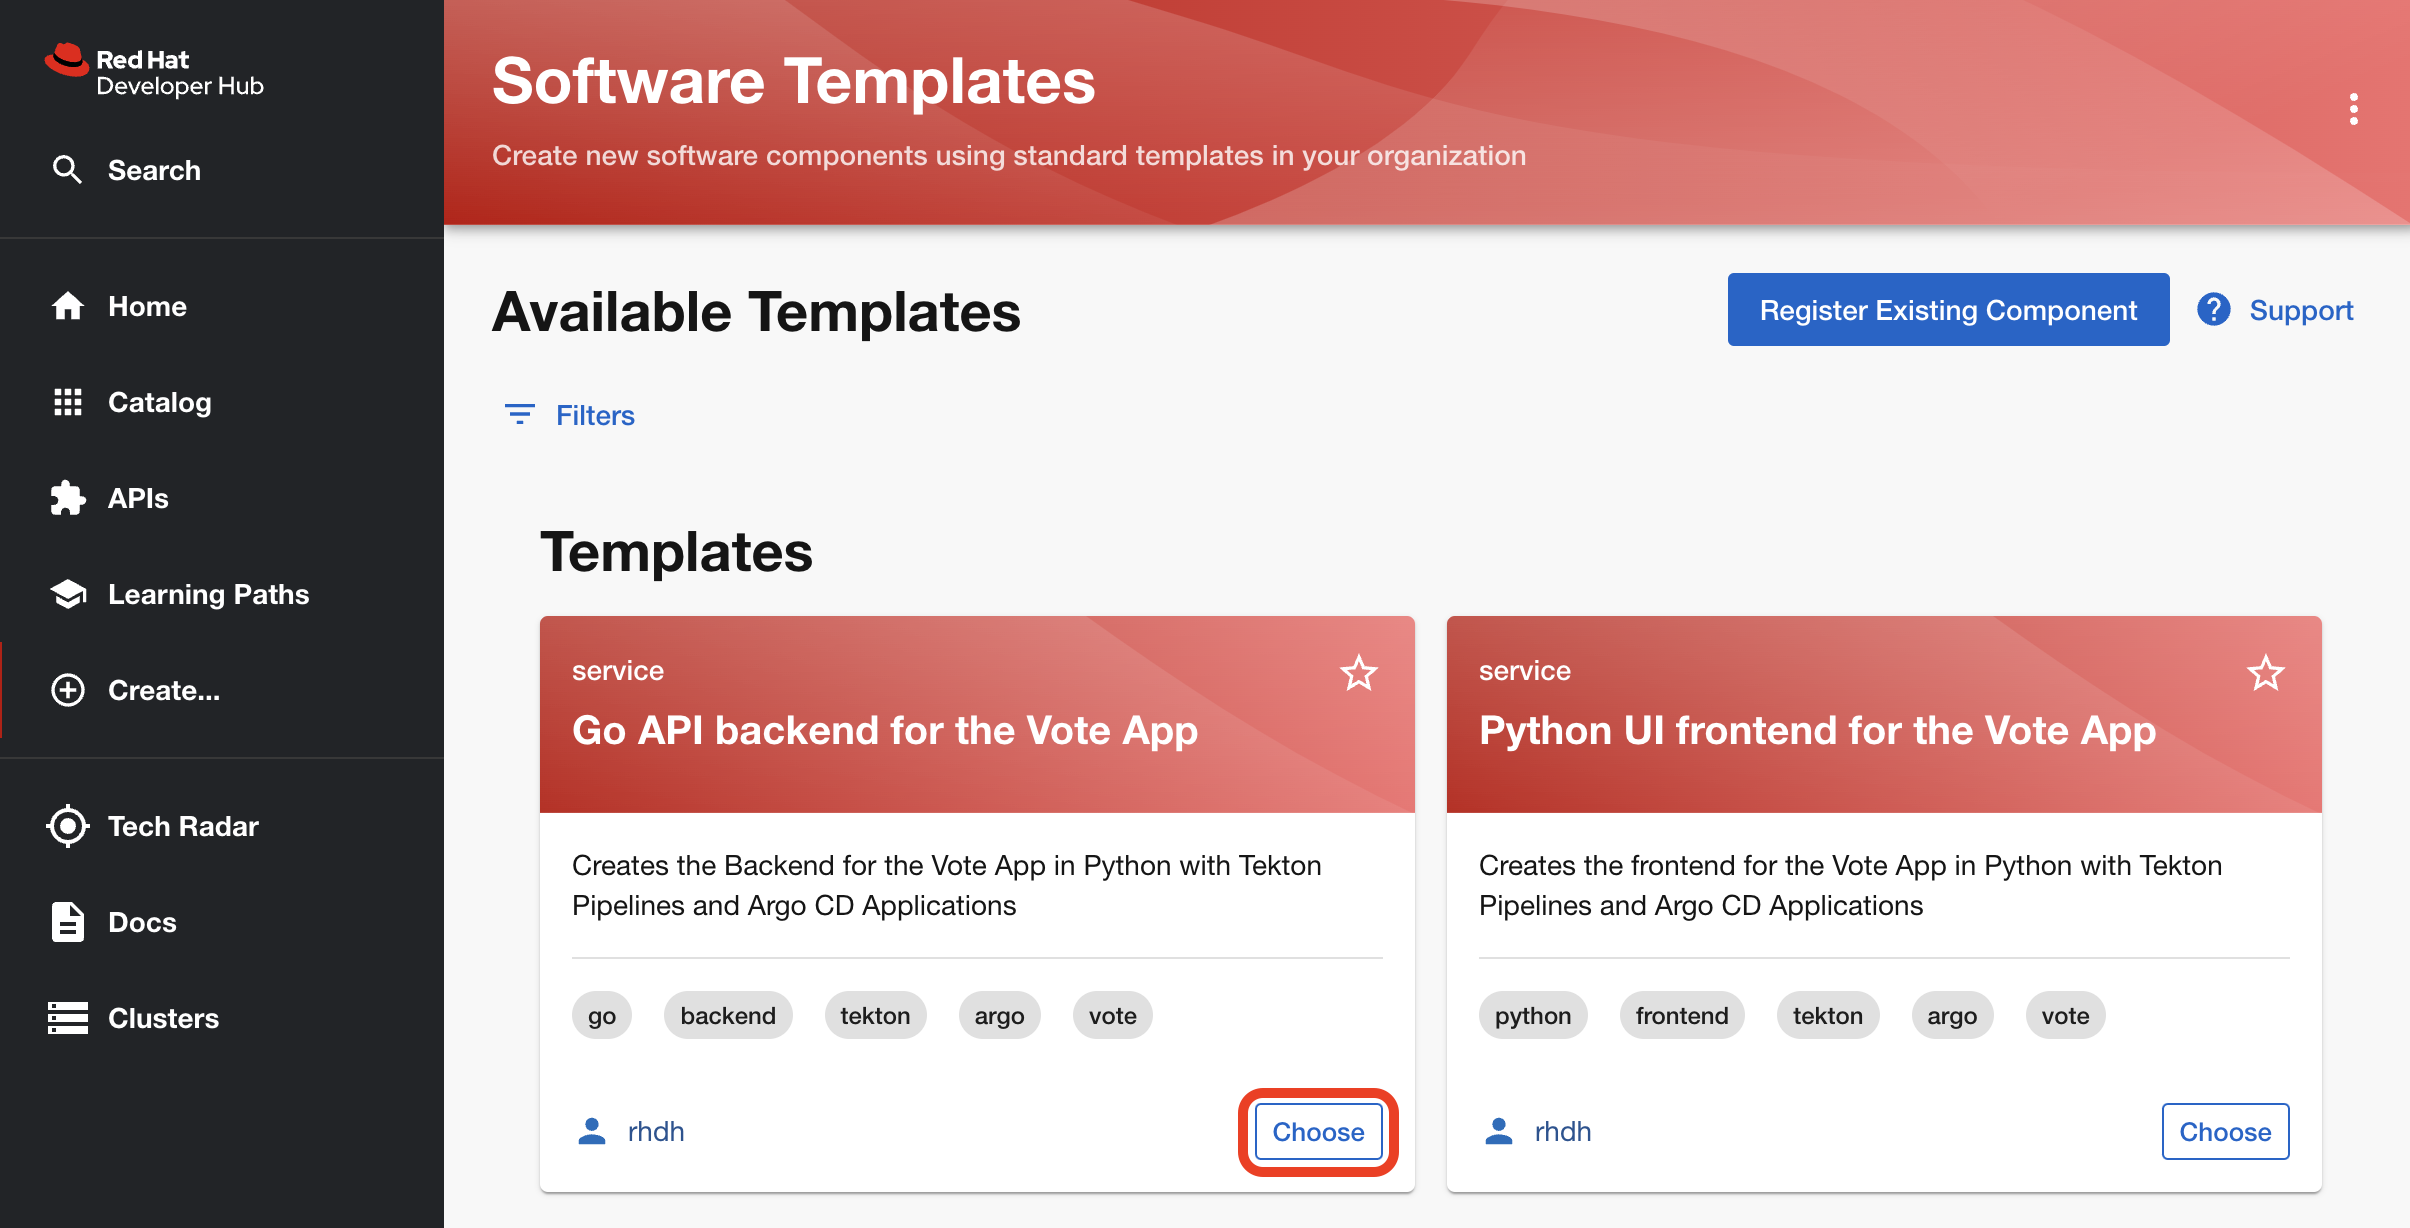 Red Hat
Developer Hub
Search
Home
Catalog
APIs
Learning Paths
Create...
Tech Radar
Docs
Clusters
Software Templates
Create new software components using standard templates in your organization
Available Templates
Register Existing Component
? Support
Filters
Templates
service
Go API backend for the Vote App
Creates the Backend for the Vote App in Python with Tekton
Pipelines and Argo CD Applications
go backend tekton argo vote
rhdh
Choose
service
Python UI frontend for the Vote App
Creates the frontend for the Vote App in Python with Tekton
Pipelines and Argo CD Applications
python frontend tekton argo vote
rhdh
Choose